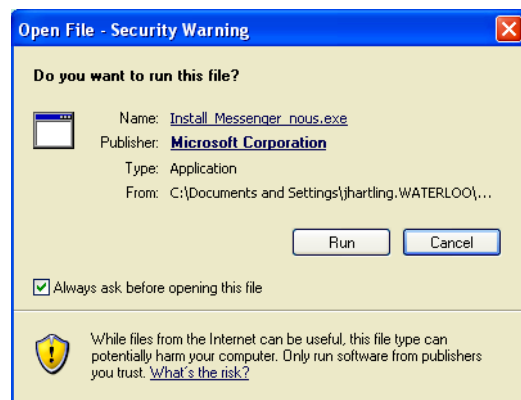 Open File - Security Warning
Do you want to run this file?
Name: Install_Messenger_nous.exe
Publisher: Microsoft Corporation
Type: Application
From: C:\Documents and Settings\jhartling.WATERLOO\...
Run Cancel
Always ask before opening this file
While files from the Internet can be useful, this file type can
potentially harm your computer. Only run software from publishers
you trust. What's the risk?